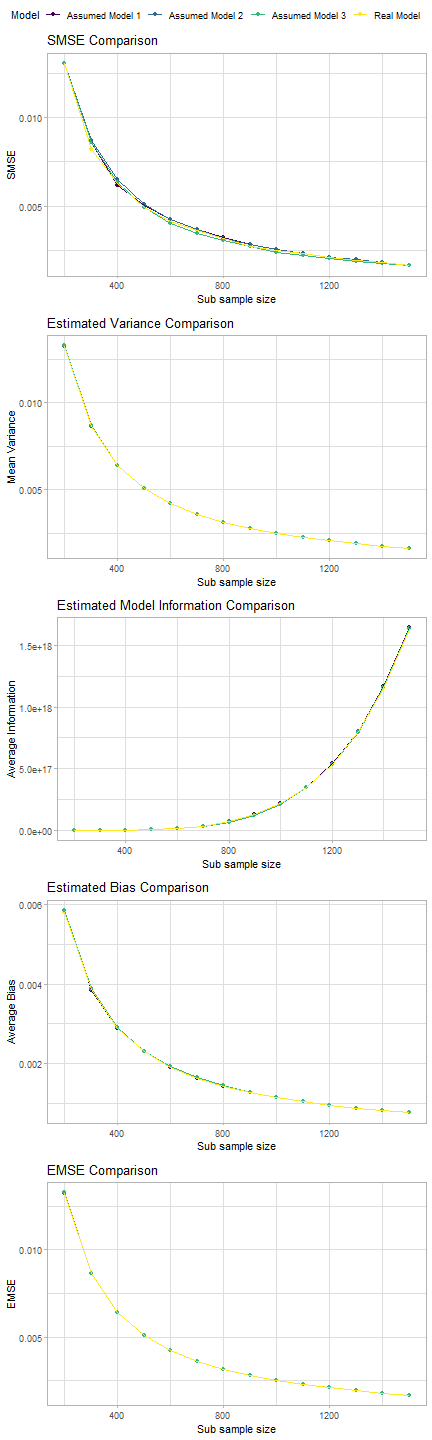 Model Assumed Model 1 Assumed Model 2 Assumed Model 3 Real Model
SMSE Comparison
0.010
0.005
SMSE
400 800 1200
Sub sample size
Estimated Variance Comparison
0.010
0.005
Mean Variance
400 800 1200
Sub sample size
Estimated Model Information Comparison
1.5e+18
1.0e+18
5.0e+17
0.0e+00
Average Information
400 800 1200
Sub sample size
Estimated Bias Comparison
0.006
0.004
0.002
Average Bias
400 800 1200
Sub sample size
EMSE Comparison
0.010
0.005
EMSE
400 800 1200
Sub sample size